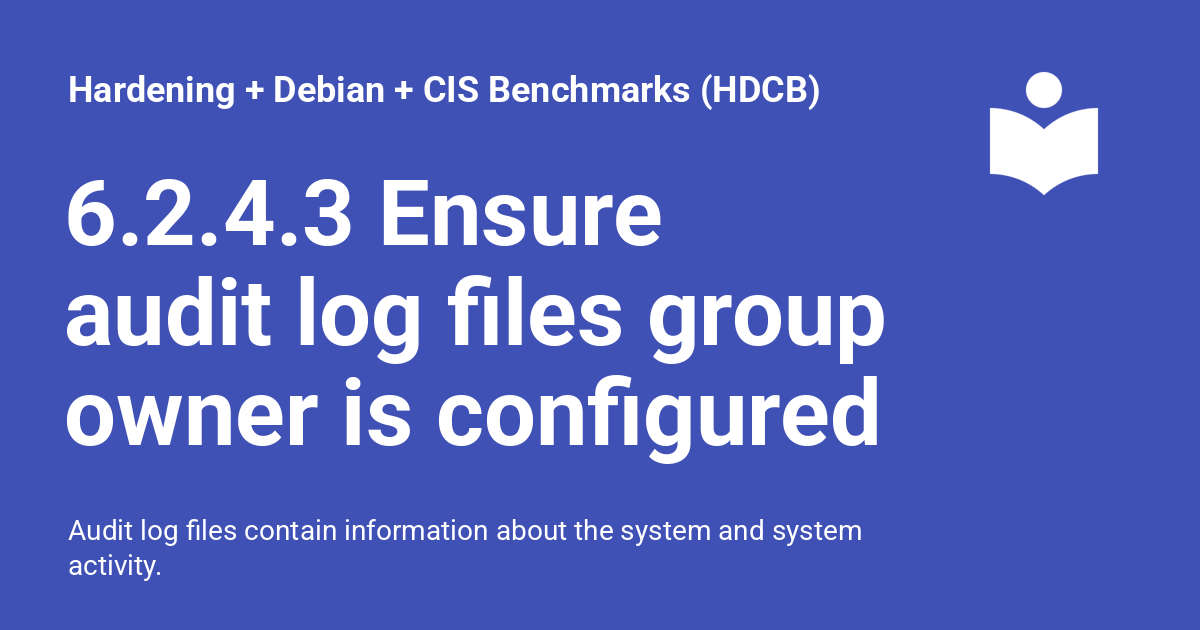 Hardening + Debian + CIS Benchmarks (HDCB)
6.2.4.3 Ensure
audit log files group
owner is configured
Audit log files contain information about the system and system
activity.